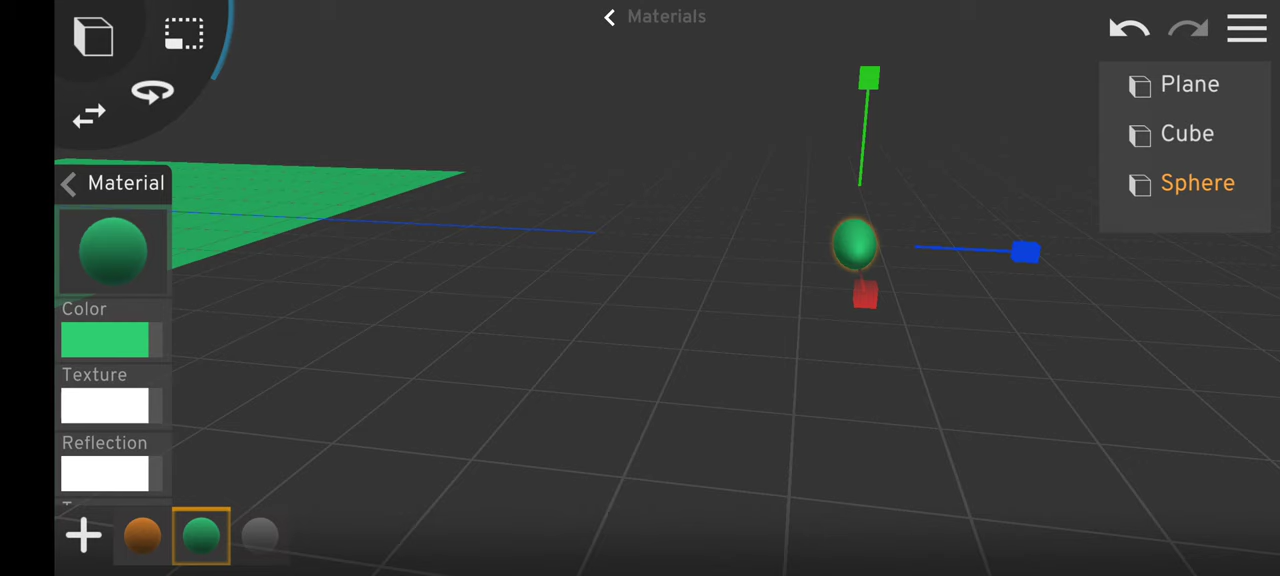 Materials
Plane
Cube
Sphere
Material
Color
Texture
Reflection